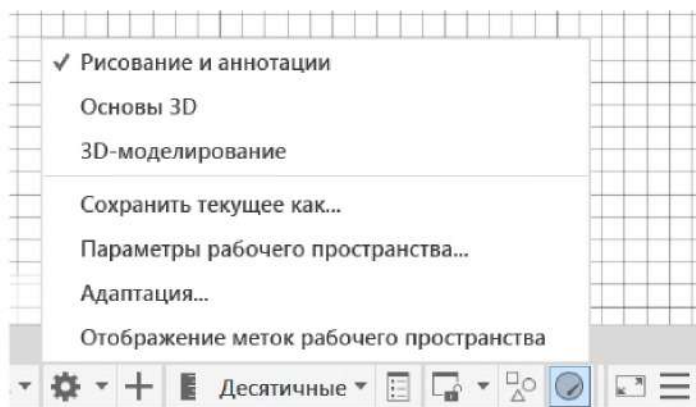 Рисование и аннотации
Основы 3D
3D-моделирование
Сохранить текущее как...
Параметры рабочего пространства...
Адаптация...
Отображение меток рабочего пространства
Десятичные